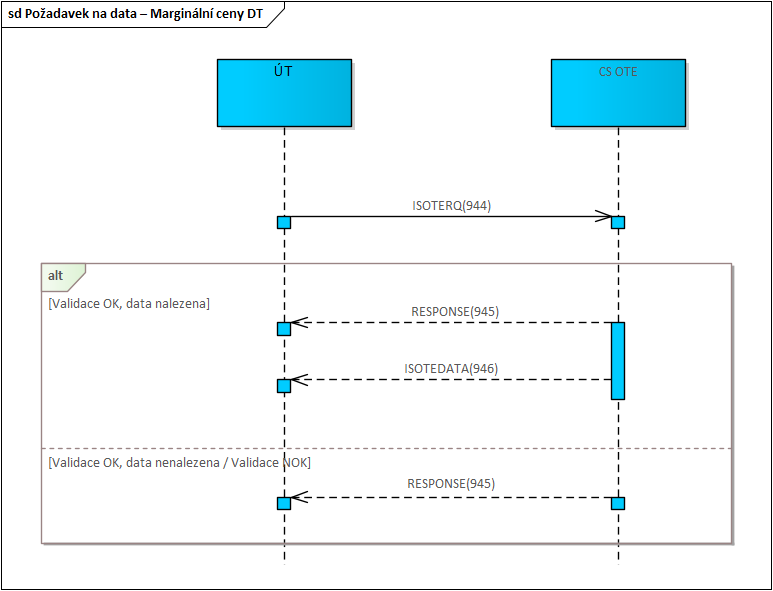 sd Požadavek na data – Marginální ceny DT
ÚT
CS OTE
ISOTERQ(944)
alt
[Validace OK, data nalezena]
RESPONSE(945)
ISOTEDATA(946)
[Validace OK, data nenalezena / Validace NOK]
RESPONSE(945)